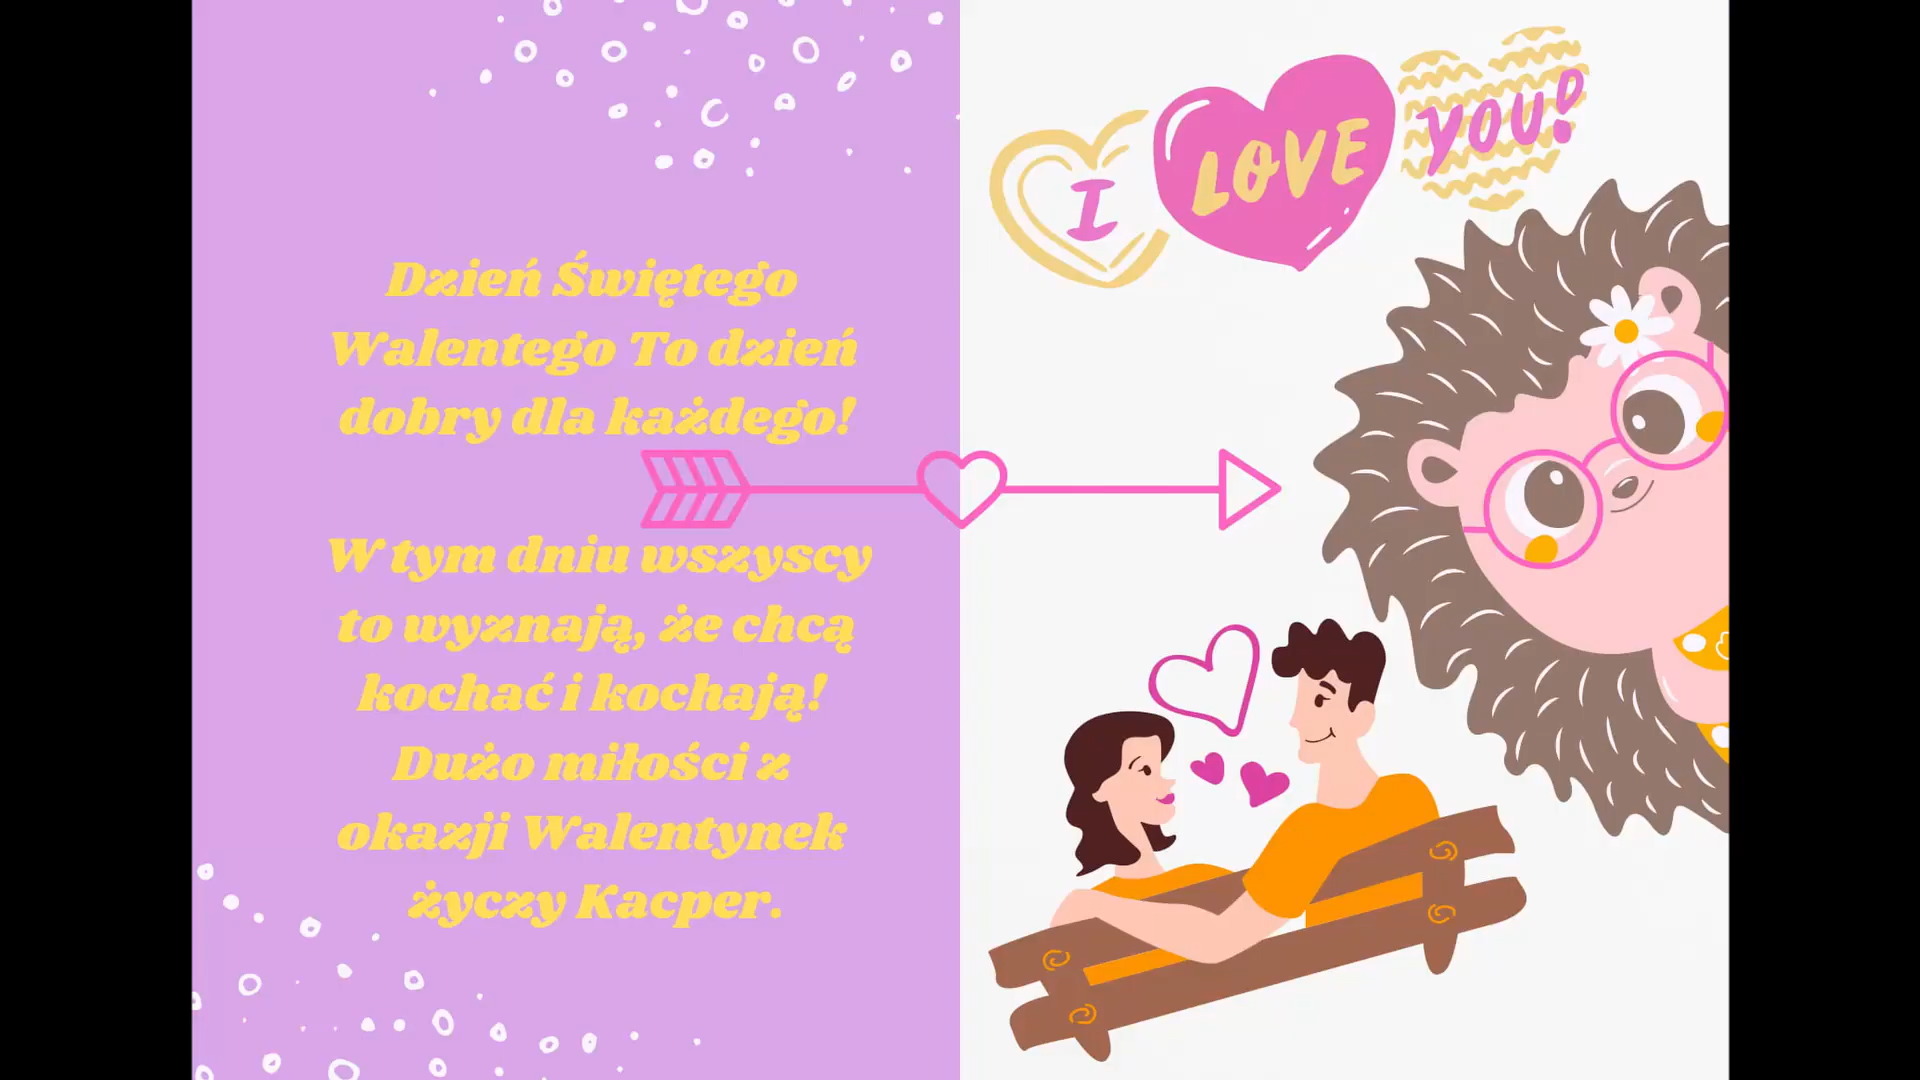 Dzień Świętego
Walentego To dzień
dobry dla każdego!
W tym dniu wszyscy
to wyznają, że chcą
kochać i kochają!
Dużo miłości z
okazji Walentynek
życzy Kacper.
I LOVE YOU!